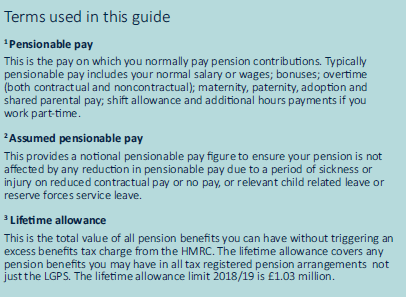 Terms used in this guide
¹ Pensionable pay
This is the pay on which you normally pay pension contributions. Typically
pensionable pay includes your normal salary or wages; bonuses; overtime
(both contractual and noncontractual); maternity, paternity, adoption and
shared parental pay; shift allowance and additional hours payments if you
work part-time.
² Assumed pensionable pay
This provides a notional pensionable pay figure to ensure your pension is not
affected by any reduction in pensionable pay due to a period of sickness or
injury on reduced contractual pay or no pay, or relevant child related leave or
reserve forces service leave.
³ Lifetime allowance
This is the total value of all pension benefits you can have without triggering an
excess benefits tax charge from the HMRC. The lifetime allowance covers any
pension benefits you may have in all tax registered pension arrangements not
just the LGPS. The lifetime allowance limit 2018/19 is £1.03 million.